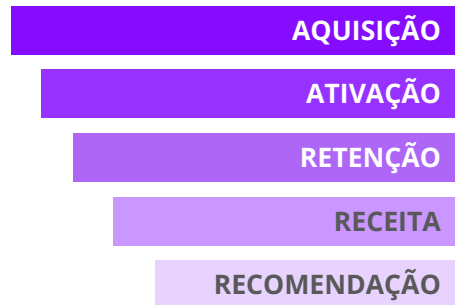 AQUISIÇÃO
ATIVAÇÃO
RETENÇÃO
RECEITA
RECOMENDAÇÃO